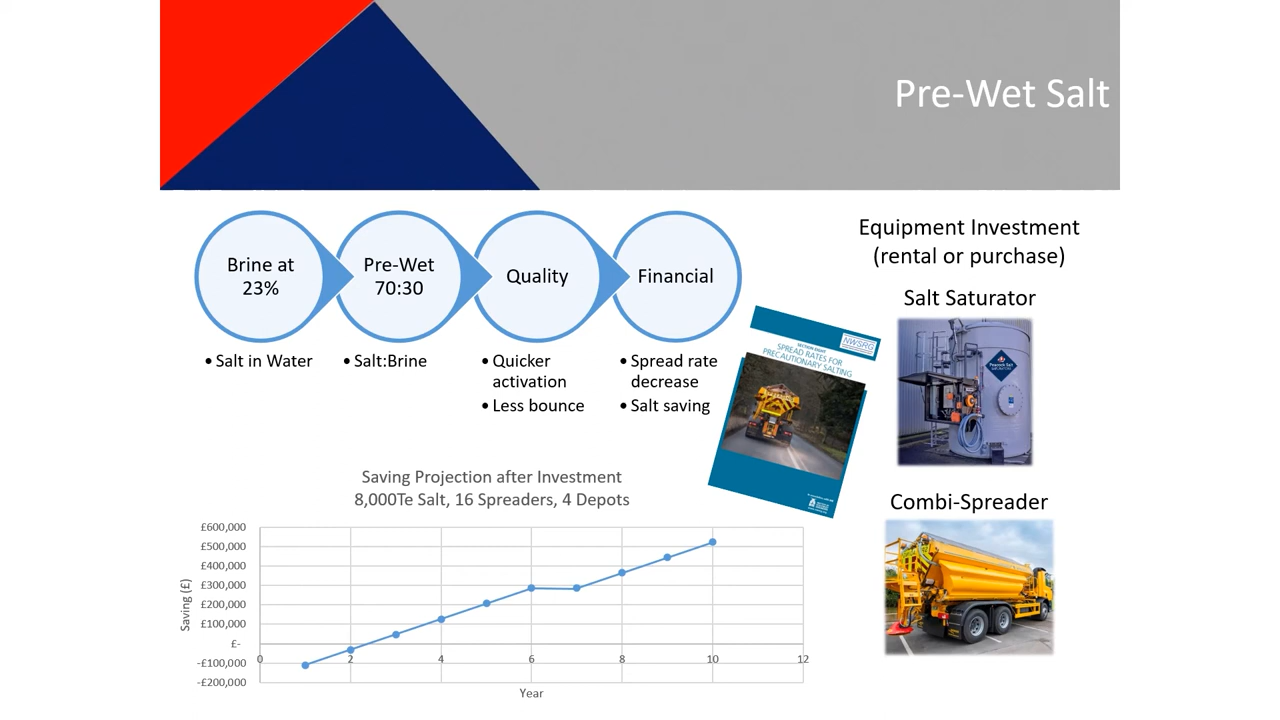 Pre-Wet Salt
Brine at
23%
Pre-Wet
70:30
Quality
Financial
• Salt in Water
• Salt:Brine
• Quicker
activation
• Less bounce
• Spread rate
decrease
• Salt saving
Equipment Investment
(rental or purchase)
Salt Saturator
Peacock Salt
NWSRG
SECTION EIGHT
SPREAD RATES FOR
PRECAUTIONARY SALTING
Combi-Spreader
Saving Projection after Investment
8,000Te Salt, 16 Spreaders, 4 Depots
Saving (£)
£600,000
£500,000
£400,000
£300,000
£200,000
£100,000
£-
-£100,000
-£200,000
0 2 4 6 8 10 12
Year